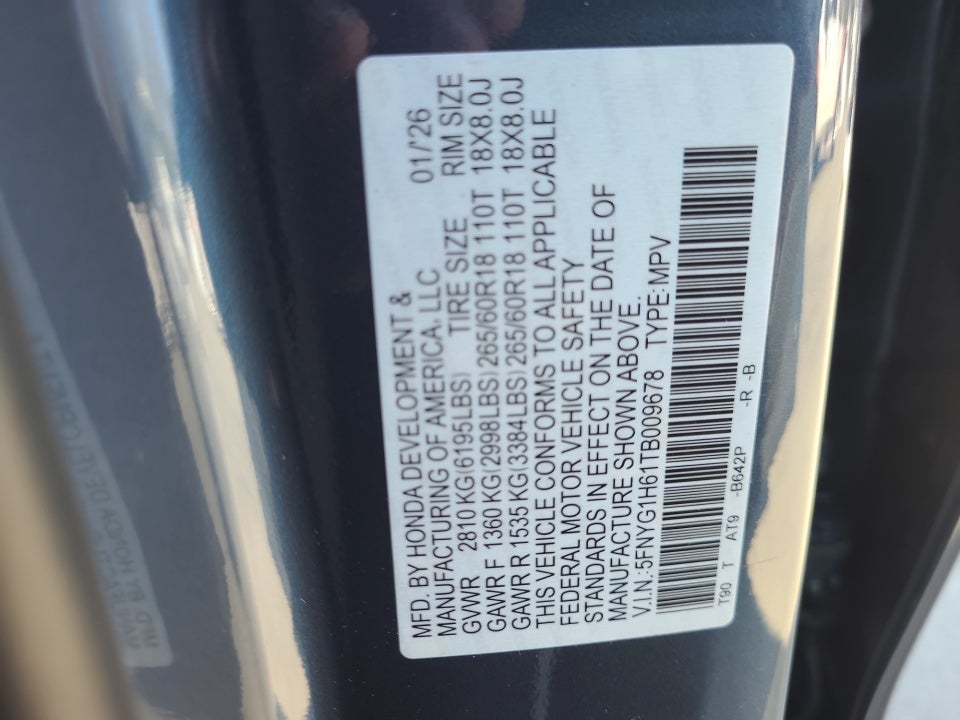 MFD. BY HONDA DEVELOPMENT &
MANUFACTURING OF AMERICA, LLC 01/'26
GVWR 2810 KG(6195LBS) TIRE SIZE RIM SIZE
GAWR F 1360 KG(2998LBS) 265/60R18 110T 18X8.0J
GAWR R 1535 KG(3384LBS) 265/60R18 110T 18X8.0J
THIS VEHICLE CONFORMS TO ALL APPLICABLE
FEDERAL MOTOR VEHICLE SAFETY
STANDARDS IN EFFECT ON THE DATE OF
MANUFACTURE SHOWN ABOVE.
V.I.N.:5FNYG1H61TB009678 TYPE:MPV
T90 T AT9 -B642P -R -B